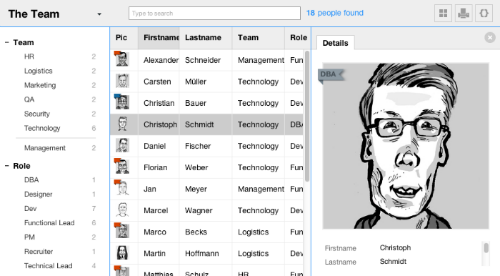 The Team
Type to search
18 people found
Team
HR 2
Logistics 2
Marketing 2
QA 2
Security 2
Technology 6
Management 2
Role
DBA 1
Designer 1
Dev 7
Functional Lead 6
PM 2
Recruiter 1
Technical Lead 4
Pic Firstname Lastname Team Role
Alexander Schneider Management Fun
Carsten Müller Technology Dev
Christian Bauer Technology Dev
Christoph Schmidt Technology DBA
Daniel Fischer Technology Dev
Florian Weber Technology Fun
Jan Meyer Management Fun
Marcel Wagner Technology Dev
Marco Becks Logistics Fun
Martin Hoffmann Logistics Dev
Matthias Schulz HR Fun
Details
DBA
Firstname Christoph
Lastname Schmidt